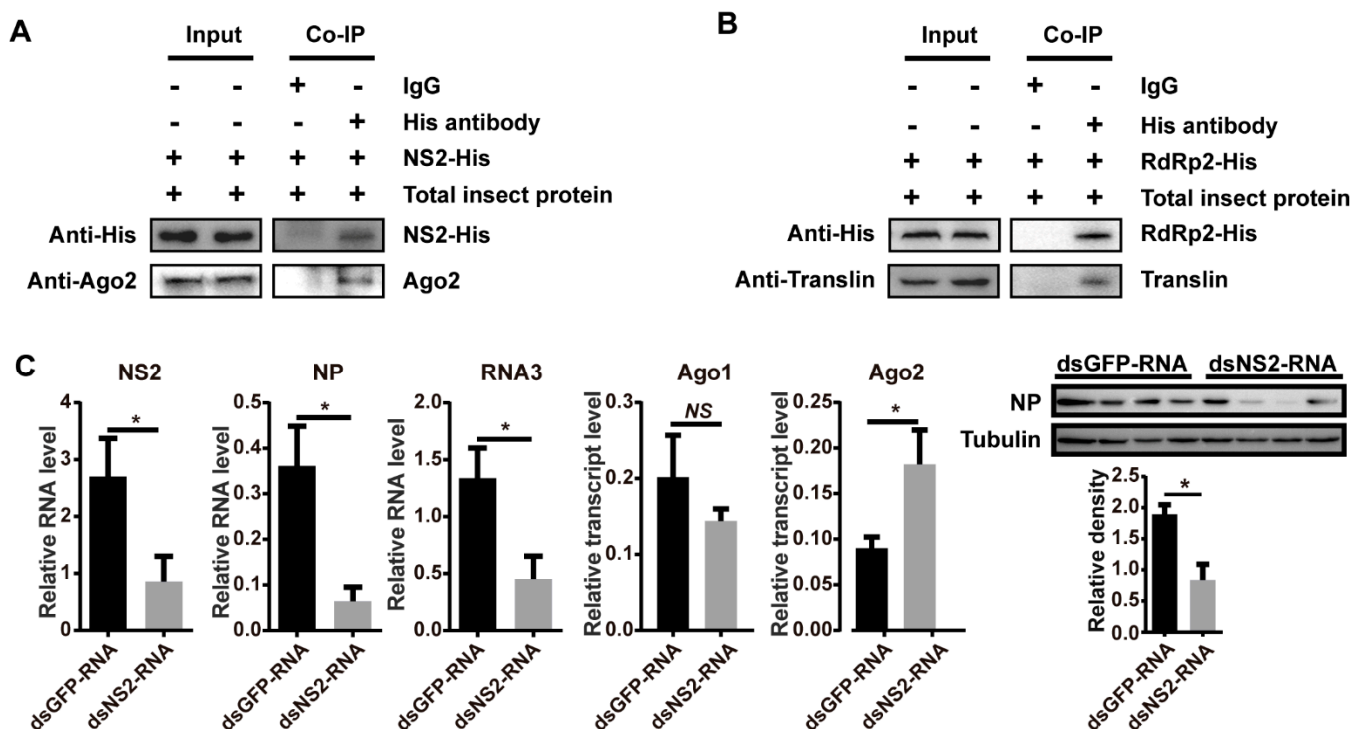 A
Input Co-IP
- - + - IgG
- - - + His antibody
+ + + + NS2-His
+ + + + Total insect protein
Anti-His NS2-His
Anti-Ago2 Ago2
B
Input Co-IP
- - + - IgG
- - - + His antibody
+ + + + RdRp2-His
+ + + + Total insect protein
Anti-His RdRp2-His
Anti-Translin Translin
C
NS2
Relative RNA level
4
3
2
1
0
*
dsGFP-RNA
dsNS2-RNA
NP
Relative RNA level
0.5
0.4
0.3
0.2
0.1
0.0
*
dsGFP-RNA
dsNS2-RNA
RNA3
Relative RNA level
2.0
1.5
1.0
0.5
0.0
*
dsGFP-RNA
dsNS2-RNA
Ago1
Relative transcript level
0.3
0.2
0.1
0.0
NS
dsGFP-RNA
dsNS2-RNA
Ago2
Relative transcript level
0.25
0.20
0.15
0.10
0.05
0.00
*
dsGFP-RNA
dsNS2-RNA
dsGFP-RNA dsNS2-RNA
NP
Tubulin
Relative density
2.5
2.0
1.5
1.0
0.5
0.0
*
dsGFP-RNA
dsNS2-RNA